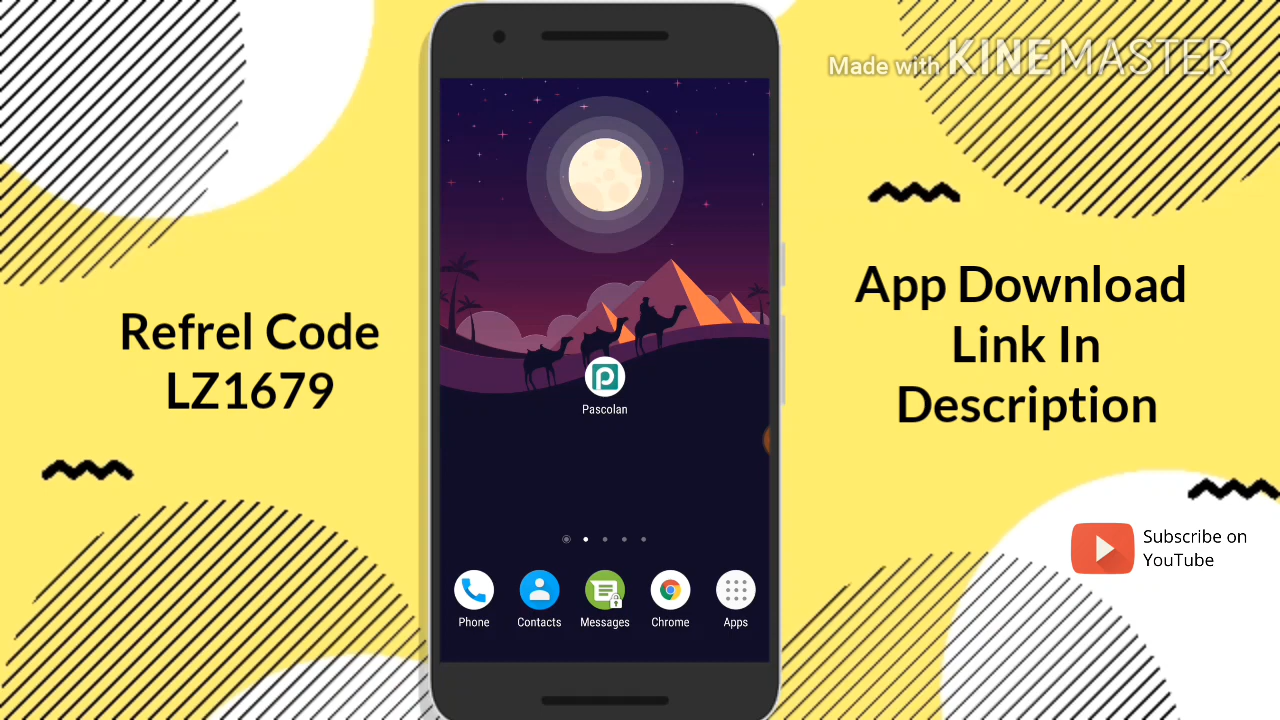 Made with KINEMASTER
Refrel Code
LZ1679
App Download
Link In
Description
Pascolan
Subscribe on
YouTube
Phone
Contacts
Messages
Chrome
Apps